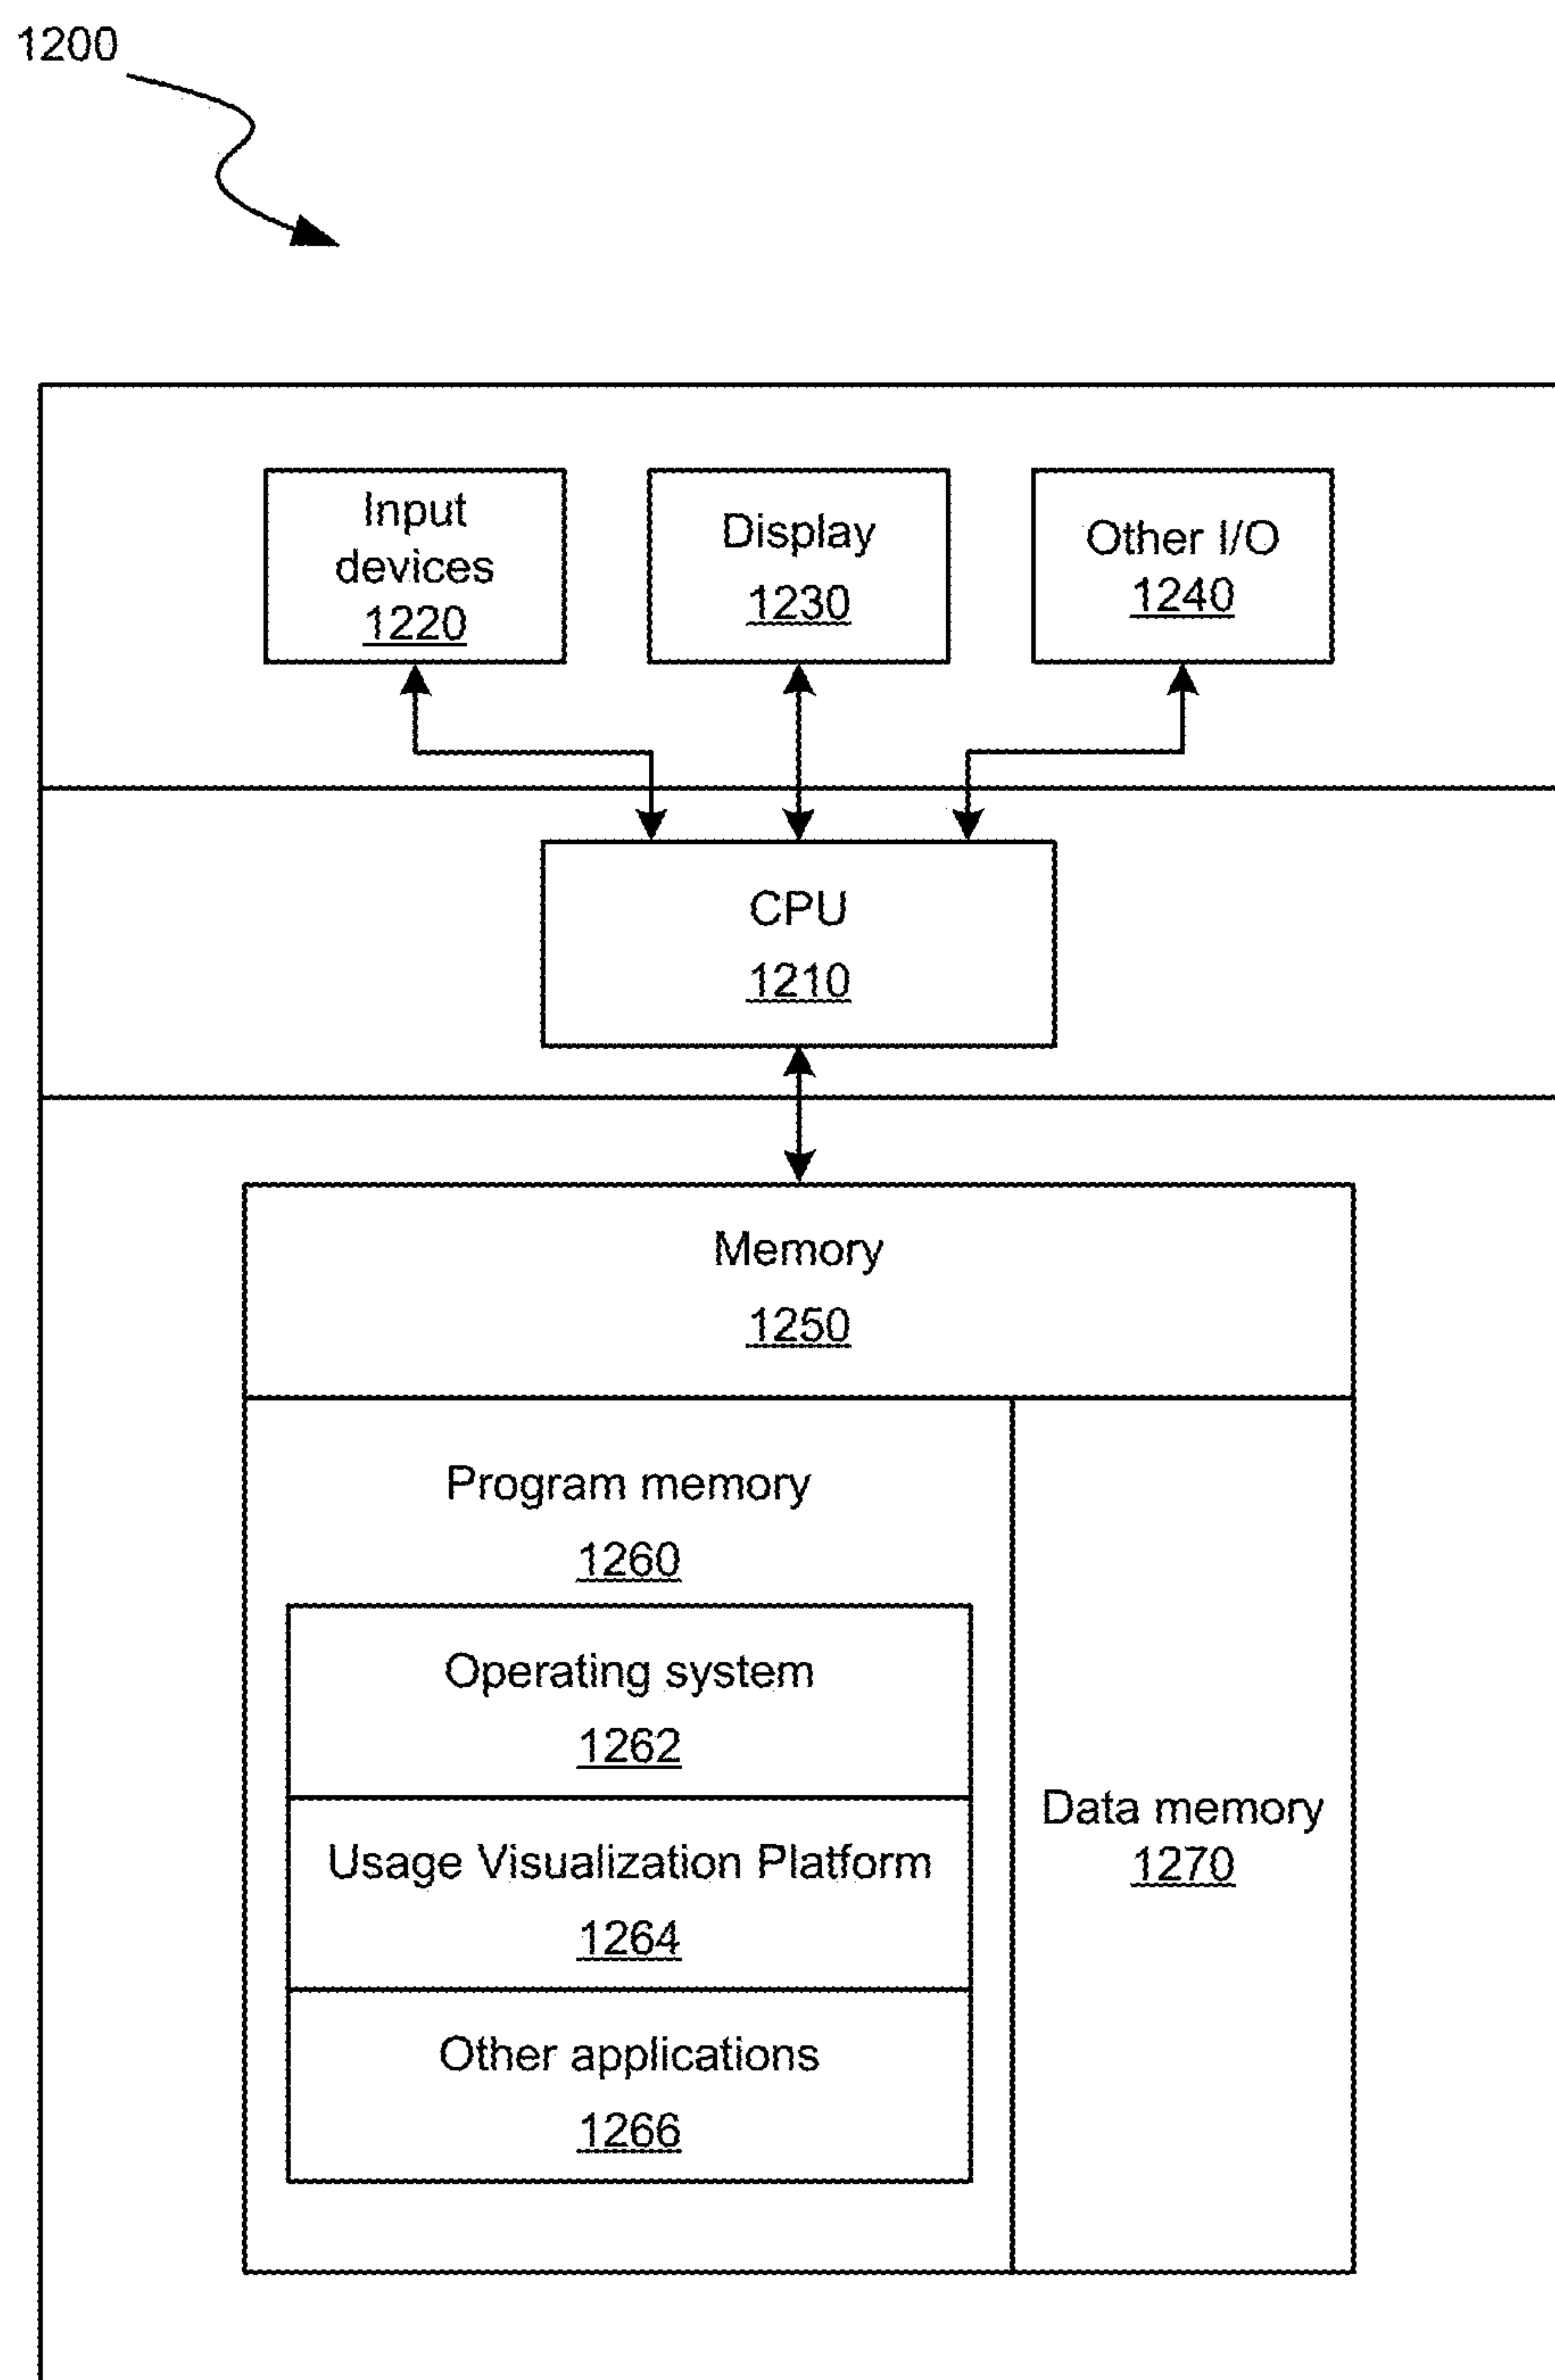 1200
Input
devices
1220
Display
1230
Other I/O
1240
CPU
1210
Memory
1250
Program memory
1260
Operating system
1262
Usage Visualization Platform
1264
Other applications
1266
Data memory
1270